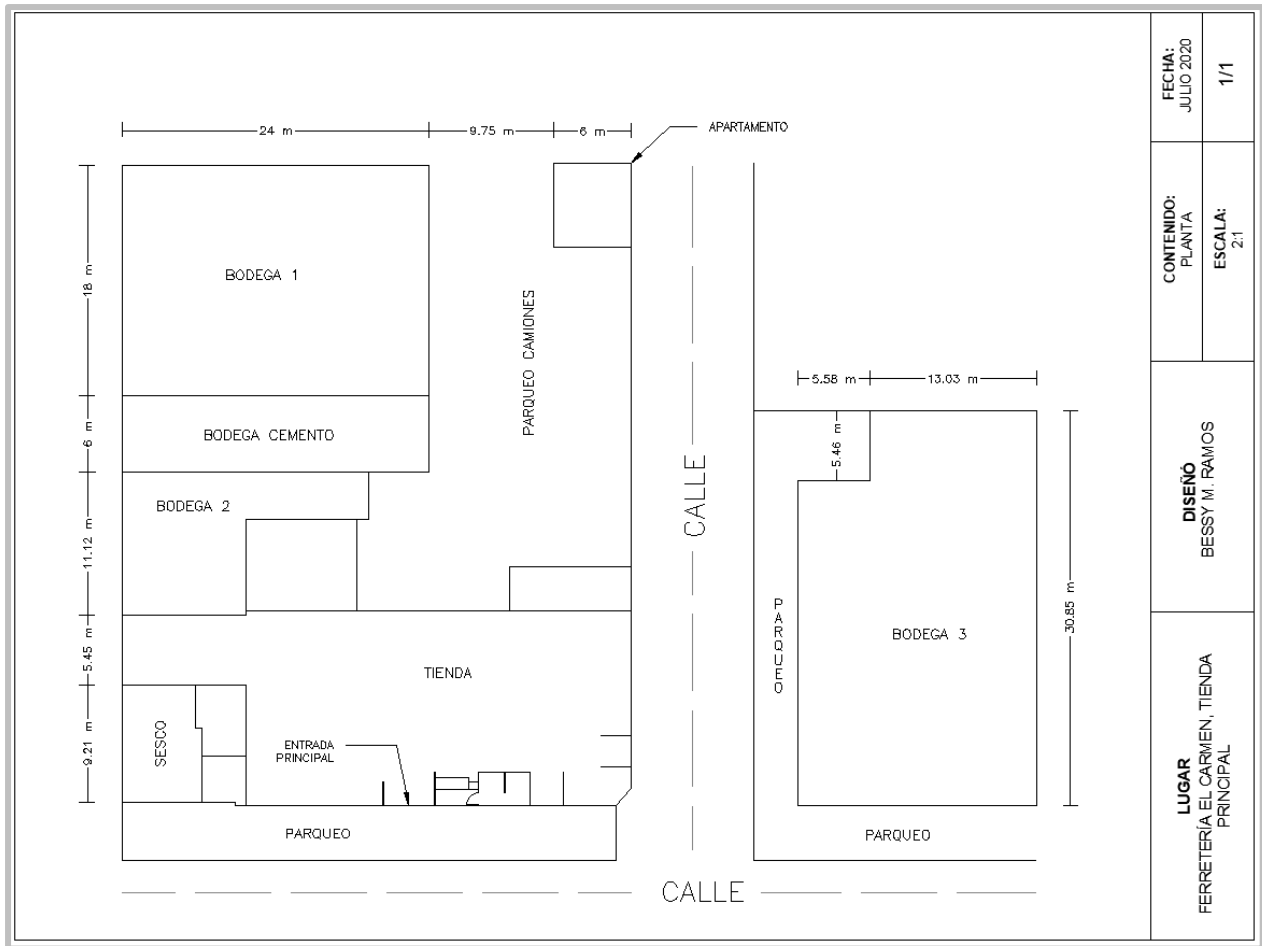 24 m
9.75 m
6 m
APARTAMENTO
18 m
BODEGA 1
PARQUEO CAMIONES
6 m
BODEGA CEMENTO
BODEGA 2
11.12 m
5.45 m
TIENDA
9.21 m
SESCO
ENTRADA
PRINCIPAL
PARQUEO
CALLE
CALLE
5.58 m
13.03 m
5.46 m
PARQUEO
BODEGA 3
30.85 m
PARQUEO
FECHA:
JULIO 2020
1/1
CONTENIDO:
PLANTA
ESCALA:
2:1
DISEÑO
BESSY M. RAMOS
LUGAR
FERRETERÍA EL CARMEN, TIENDA
PRINCIPAL